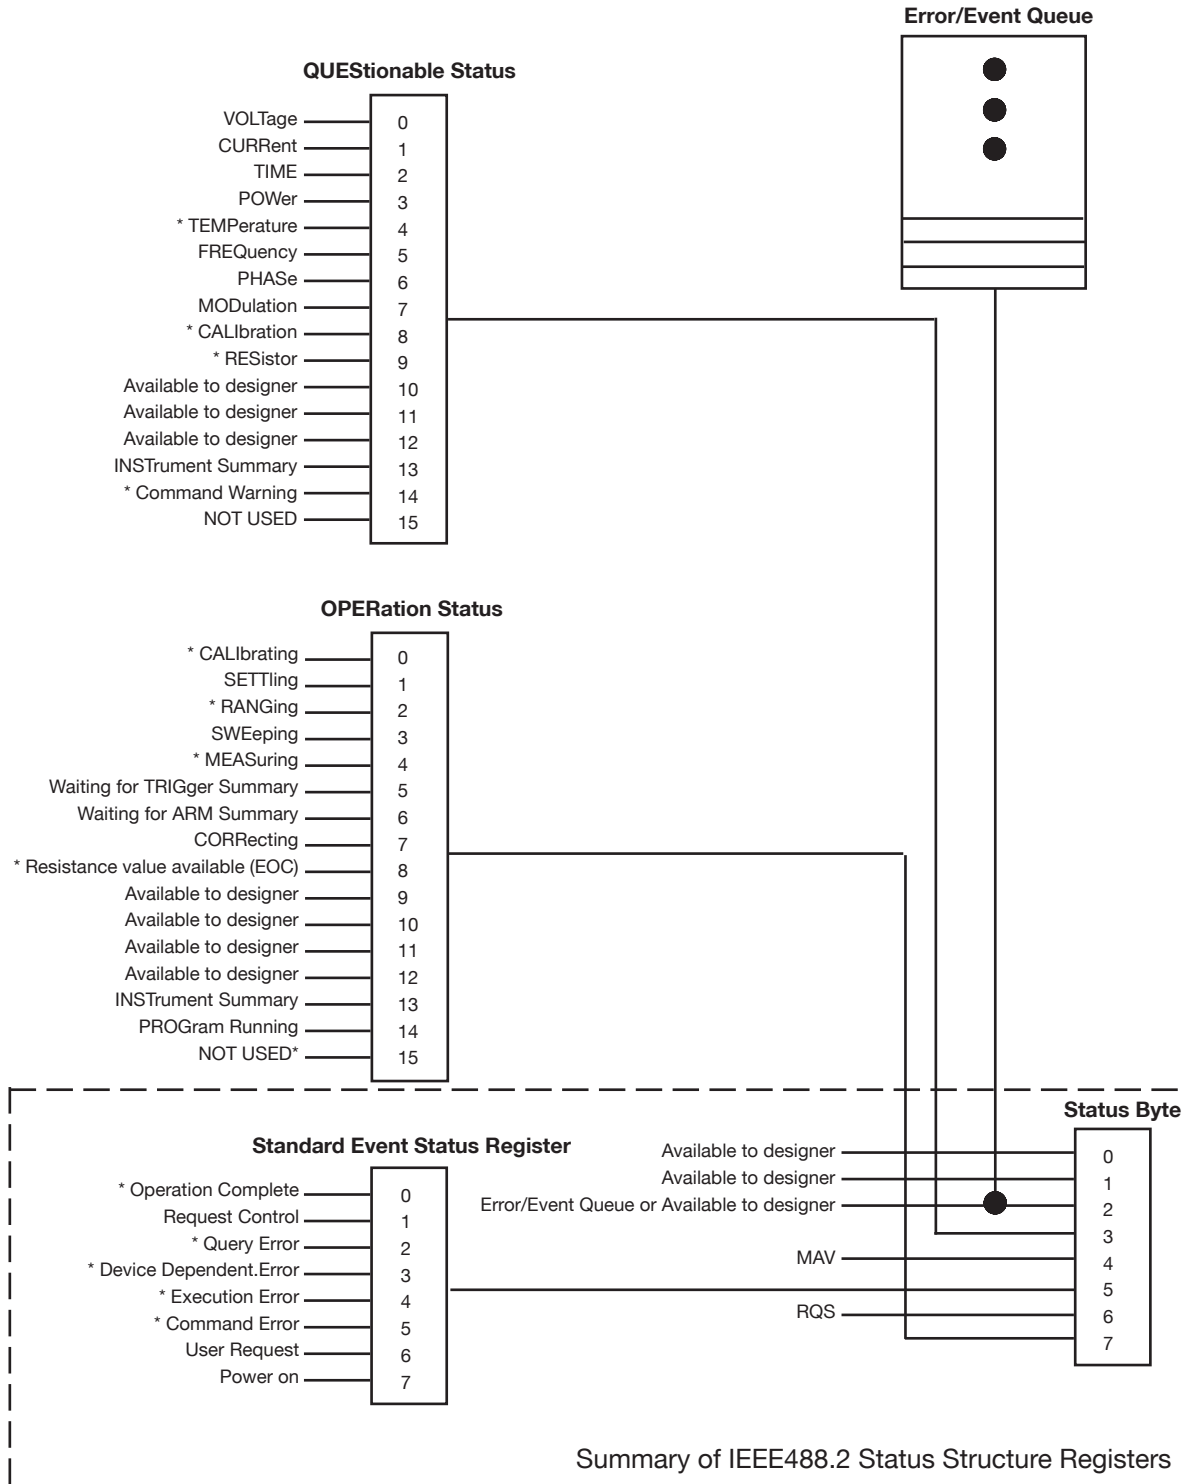 Error/Event Queue
QUEStionable Status
VOLTage 0
CURRent 1
TIME 2
POWer 3
* TEMPerature 4
FREQuency 5
PHASe 6
MODulation 7
* CALIbration 8
* RESistor 9
Available to designer 10
Available to designer 11
Available to designer 12
INSTrument Summary 13
* Command Warning 14
NOT USED 15
OPERation Status
* CALIbrating 0
SETTling 1
* RANGing 2
SWEeping 3
* MEASuring 4
Waiting for TRIGger Summary 5
Waiting for ARM Summary 6
CORRecting 7
* Resistance value available (EOC) 8
Available to designer 9
Available to designer 10
Available to designer 11
Available to designer 12
INSTrument Summary 13
PROGram Running 14
NOT USED* 15
Standard Event Status Register
* Operation Complete 0
Request Control 1
* Query Error 2
* Device Dependent.Error 3
* Execution Error 4
* Command Error 5
User Request 6
Power on 7
Status Byte
Available to designer 0
Available to designer 1
Error/Event Queue or Available to designer 2
3
MAV 4
5
RQS 6
7
Summary of IEEE488.2 Status Structure Registers